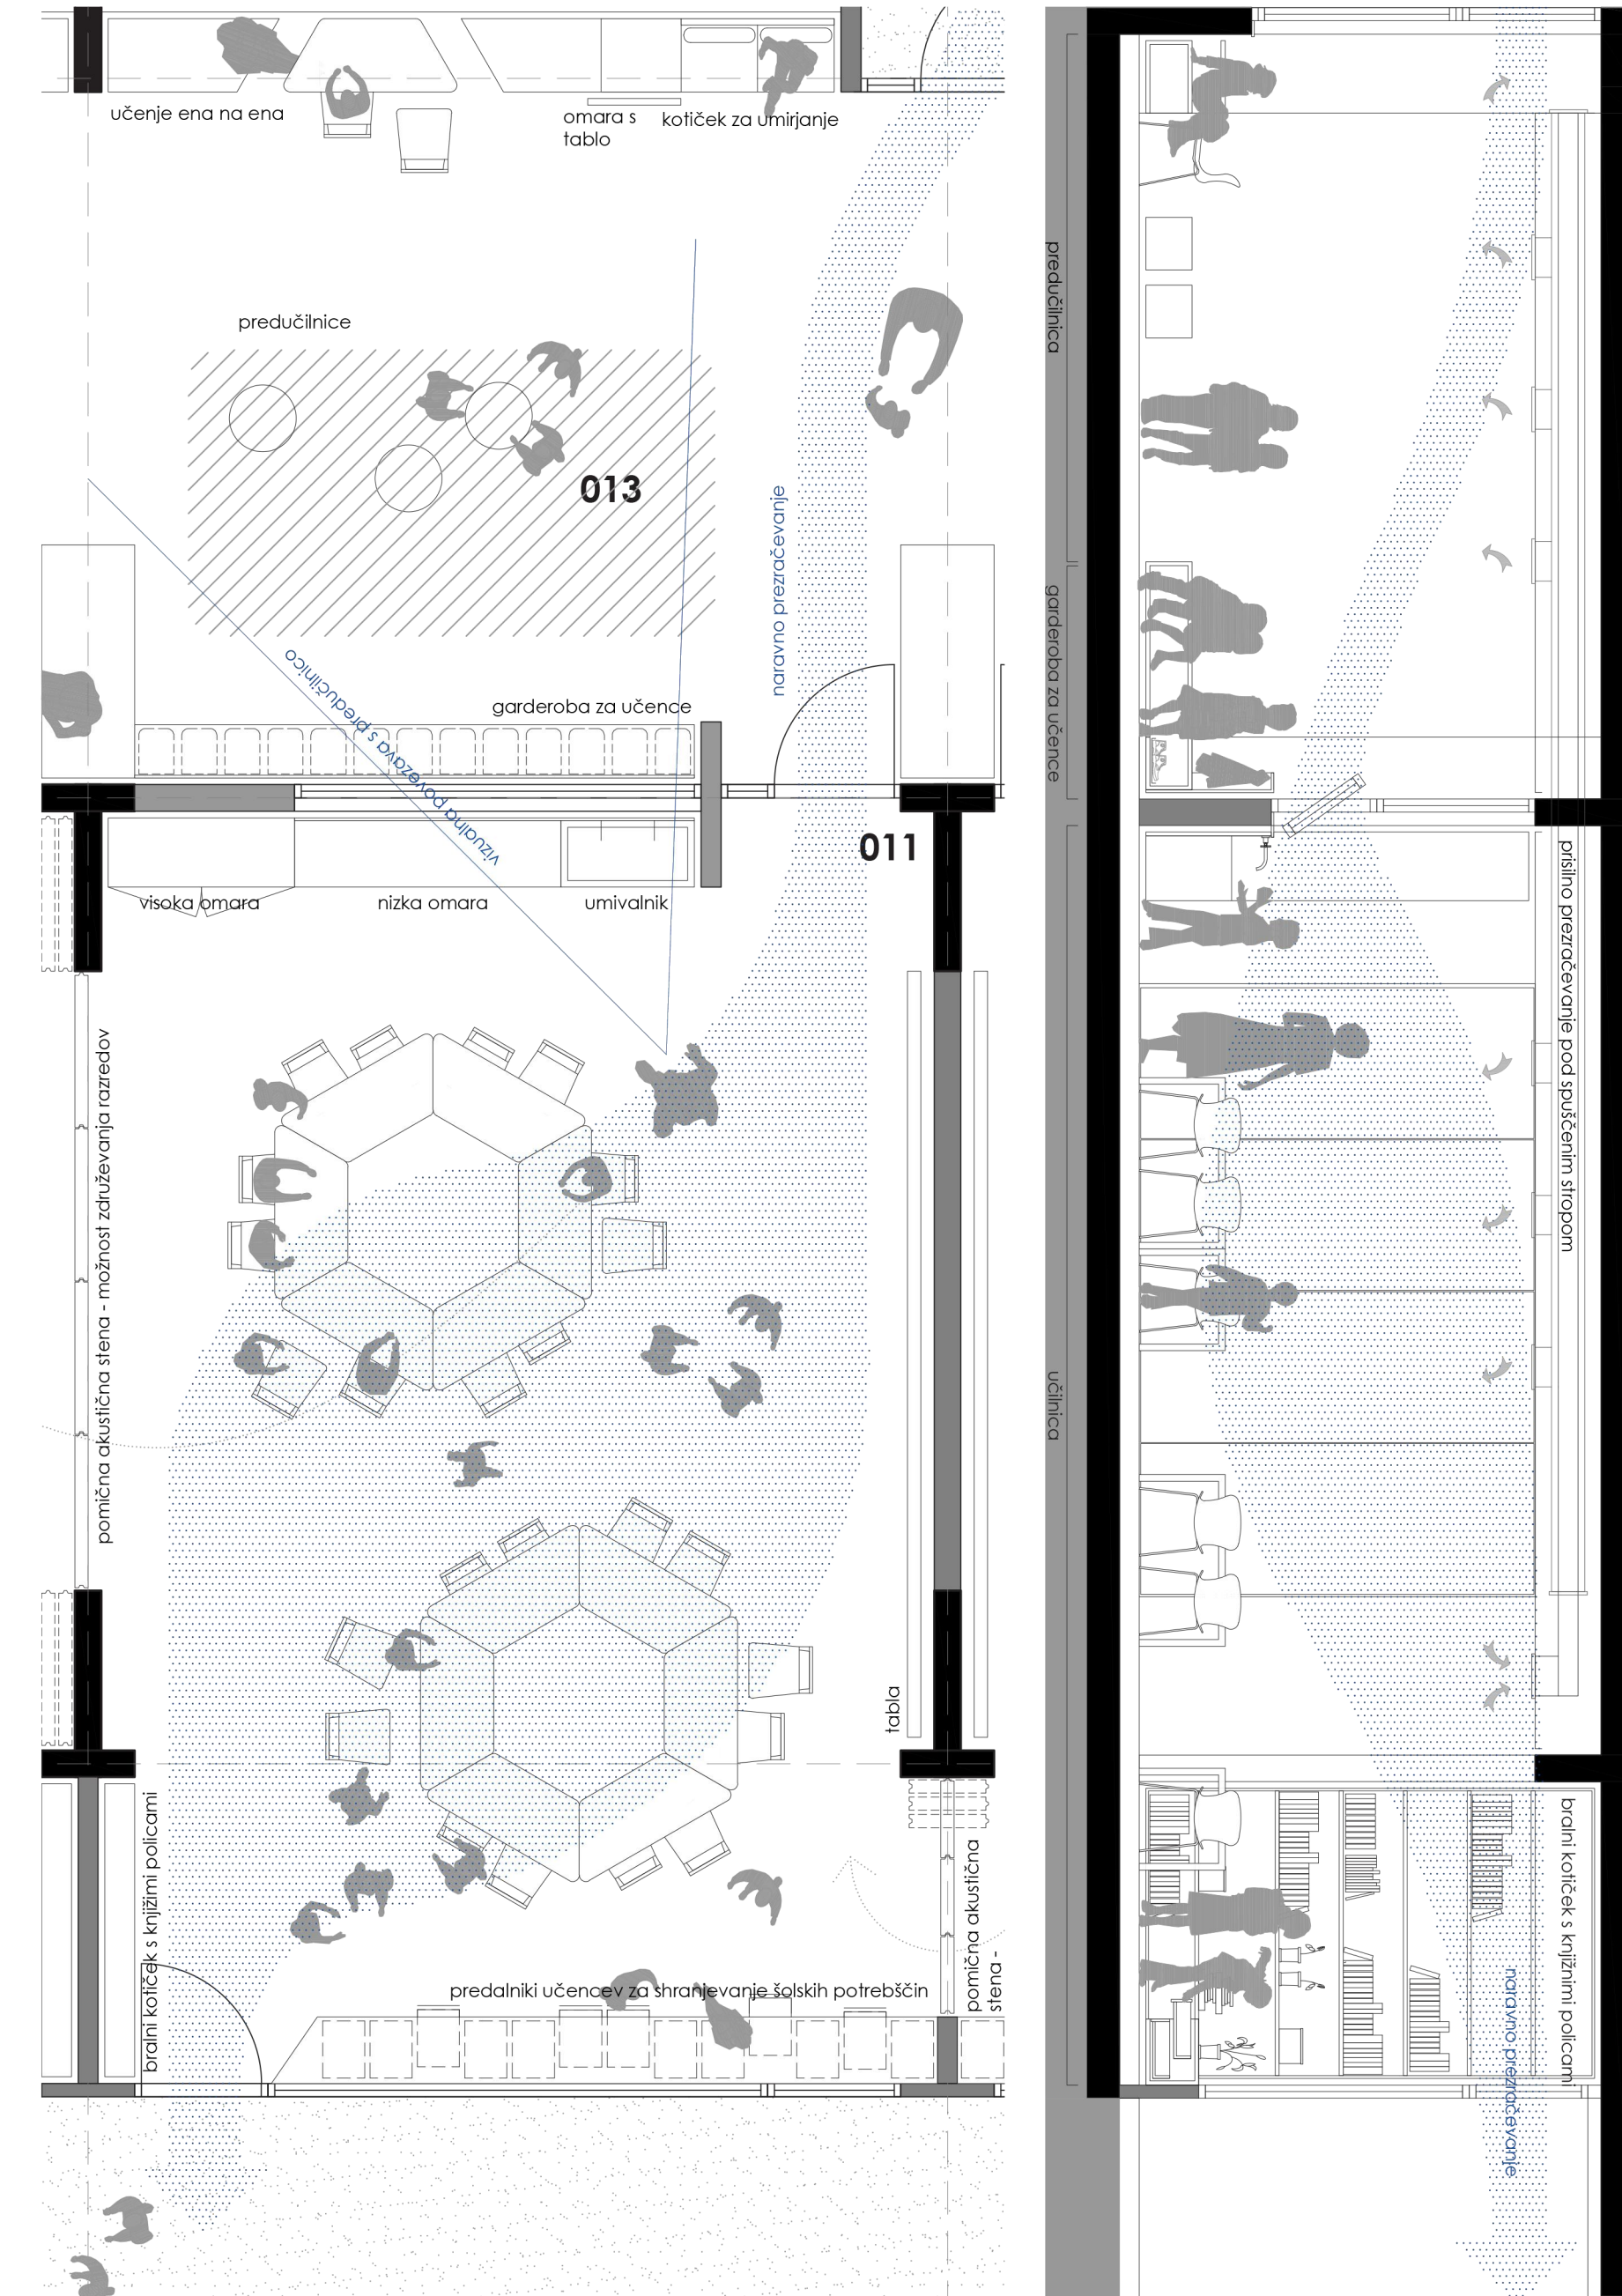 učenje ena na ena
omara s
tablo
kotiček za umirjanje
predučilnice
013
naravno prezračevanje
vizualna povezava s predučilnico
garderoba za učence
011
visoka omara
nizka omara
umivalnik
pomična akustična stena - možnost združevanja razredov
tabla
bralni kotiček s knjižimi policami
pomična akustična
stena -
predalniki učencev za shranjevanje šolskih potrebščin
predučilnica
garderoba za učence
učilnica
prisilno prezračevanje pod spuščenim stropom
bralni kotiček s knjižnimi policami
naravno prezračevanje